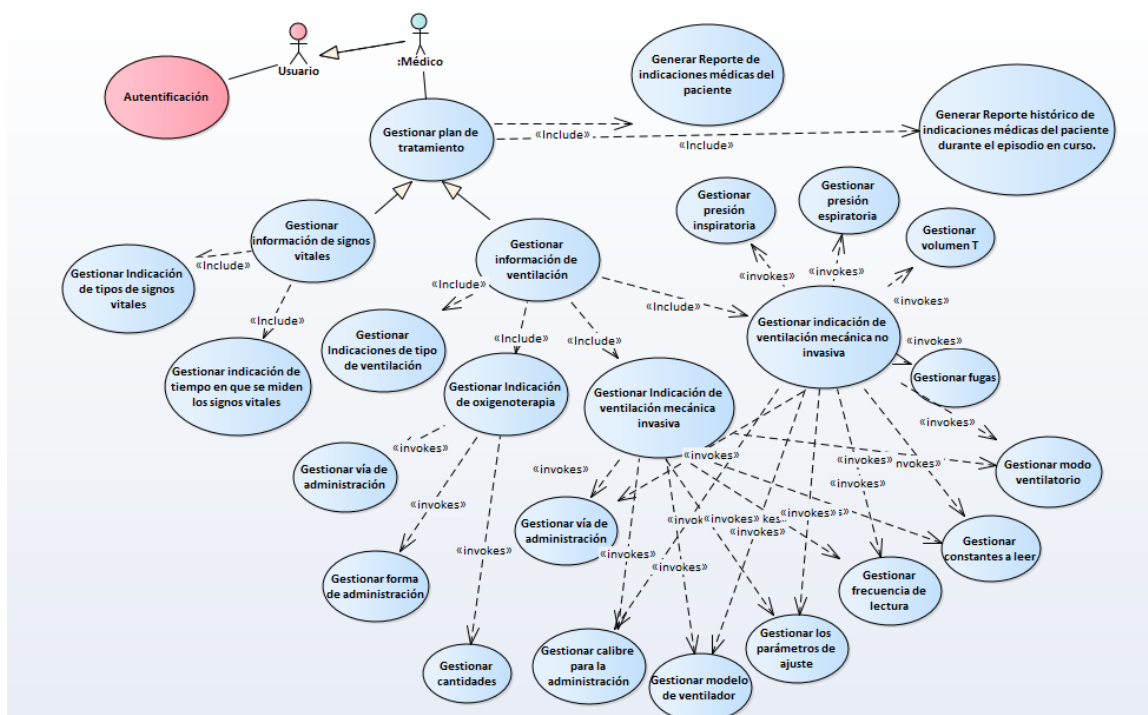 Usuario
:Médico
Autentificación
Generar Reporte de
indicaciones médicas del
paciente
Generar Reporte histórico de
indicaciones médicas del paciente
durante el episodio en curso.
Gestionar plan de
tratamiento
«Include»
«Include»
Gestionar
presión
inspiratoria
Gestionar
presión
espiratoria
Gestionar
volumen T
Gestionar
información de signos
vitales
Gestionar
información de
ventilación
«Include»
«Include»
«Include»
«Include»
«Include»
«Include»
«invokes»
«invokes»
«invokes»
Gestionar Indicación
de tipos de signos
vitales
Gestionar indicación de
tiempo en que se miden
los signos vitales
Gestionar
Indicaciones de tipo
de ventilación
Gestionar Indicación
de oxigenoterapia
Gestionar Indicación de
ventilación mecánica
invasiva
Gestionar indicación de
ventilación mecánica no
invasiva
«invokes»
Gestionar fugas
«invokes»
«invokes»
«invokes»
«invokes»
«invokes»
Gestionar vía de
administración
Gestionar vía de
administración
Gestionar modo
ventilatorio
«invokes»
«invokes»
«invokes»
«invokes»
«invokes»
«invokes»
Gestionar
constantes a leer
Gestionar forma
de administración
Gestionar
frecuencia de
lectura
Gestionar los
parámetros de
ajuste
Gestionar
cantidades
Gestionar calibre
para la
administración
Gestionar modelo
de ventilador